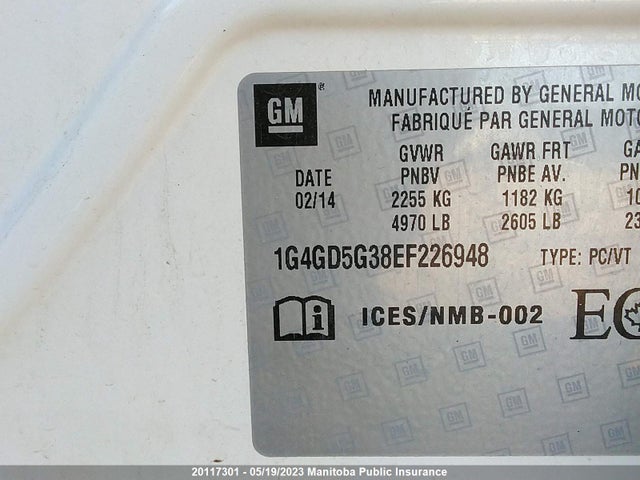 GM ®
MANUFACTURED BY GENERAL
FABRIQUÉ PAR GENERAL
GVWR GAWR FRT
DATE PNBV PNBE AV.
02/14 2255 KG 1182 KG
4970 LB 2605 LB
1G4GD5G38EF226948 TYPE: PC/VT
ICES/NMB-002
20117301 - 05/19/2023 Manitoba Public Insurance